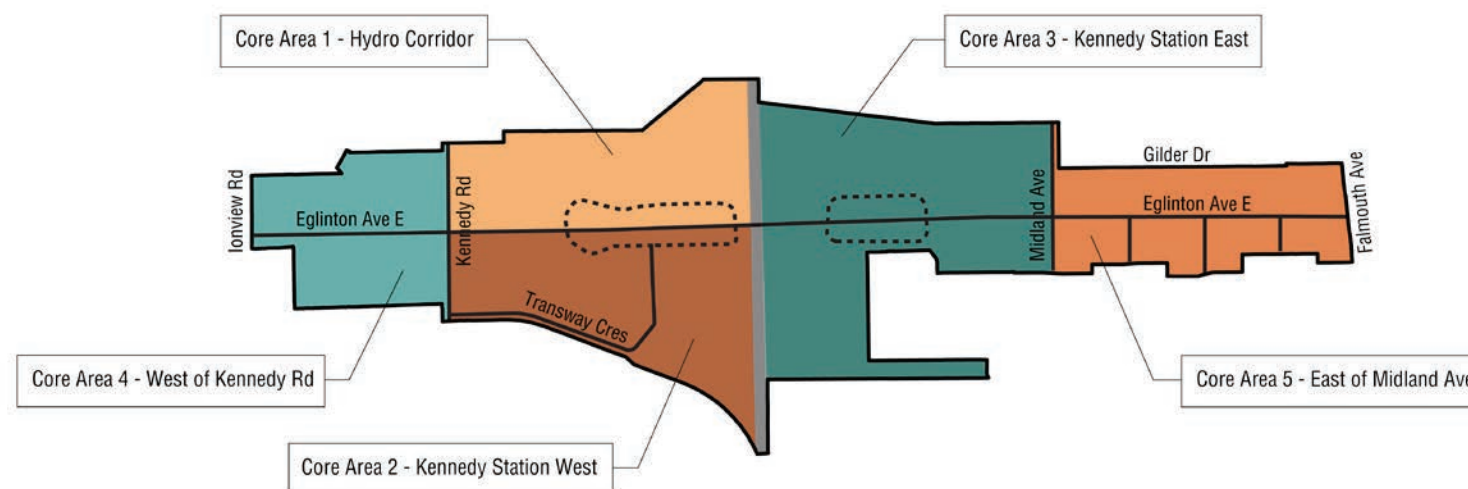 Core Area 1 - Hydro Corridor
Core Area 3 - Kennedy Station East
Gilder Dr
Ionview Rd
Eglinton Ave E
Kennedy Rd
Midland Ave
Eglinton Ave E
Falmouth Ave
Transway Cres
Core Area 4 - West of Kennedy Rd
Core Area 5 - East of Midland Ave
Core Area 2 - Kennedy Station West